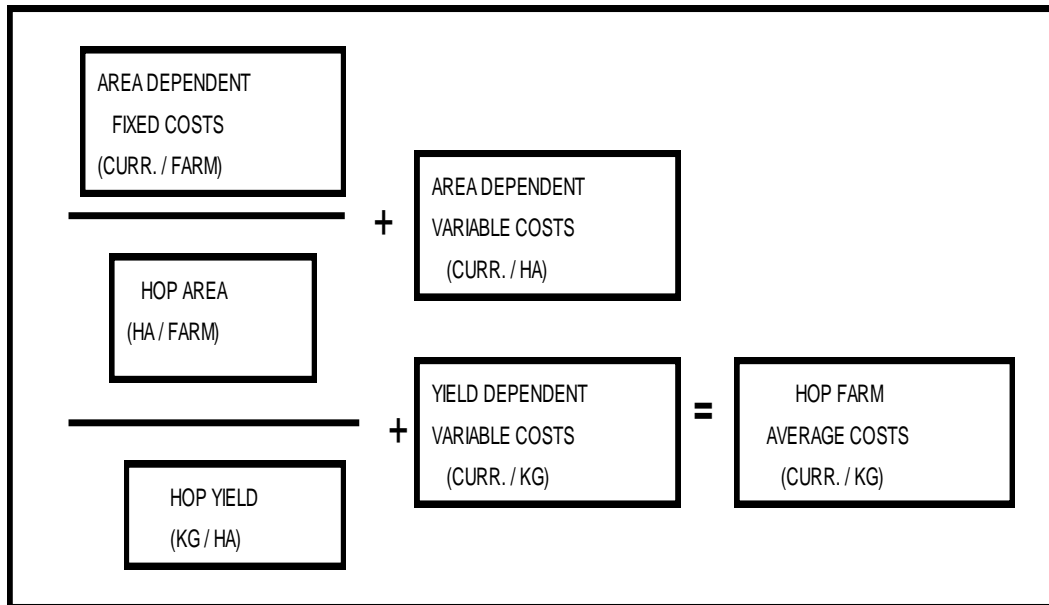 AREA DEPENDENT
FIXED COSTS
(CURR. / FARM)
+
AREA DEPENDENT
VARIABLE COSTS
(CURR. / HA)
HOP AREA
(HA / FARM)
+
YIELD DEPENDENT
VARIABLE COSTS
(CURR. / KG)
=
HOP FARM
AVERAGE COSTS
(CURR. / KG)
HOP YIELD
(KG / HA)